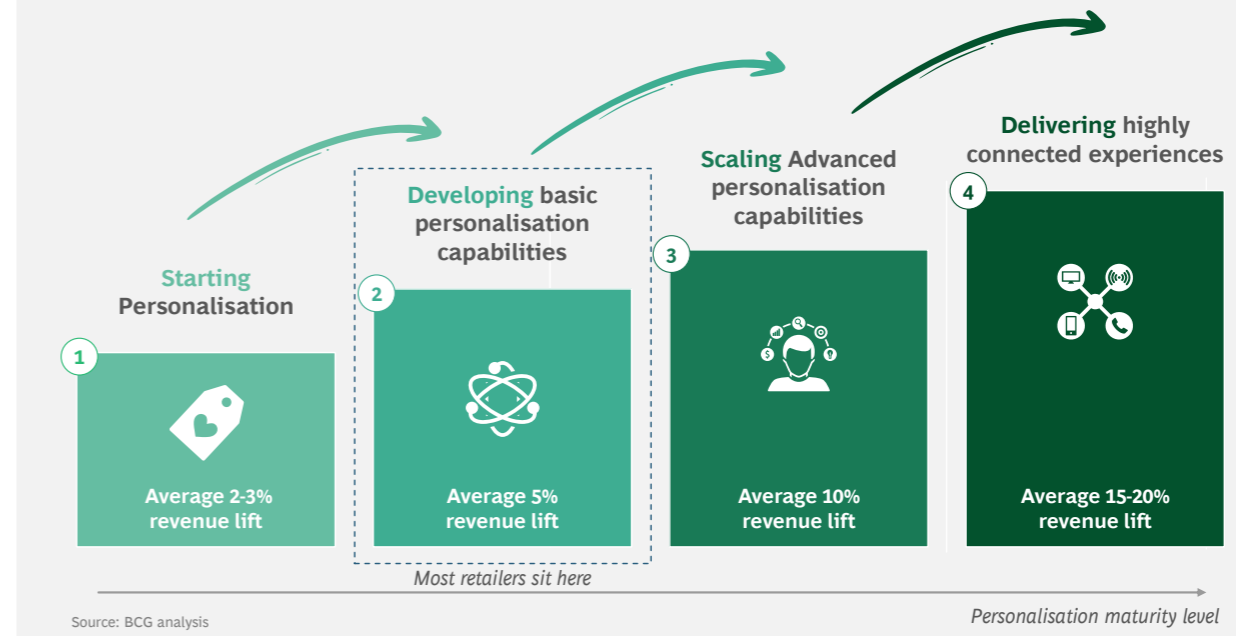 1
Starting
Personalisation
Average 2-3%
revenue lift
2
Developing basic
personalisation
capabilities
Average 5%
revenue lift
Most retailers sit here
3
Scaling Advanced
personalisation
capabilities
$
Average 10%
revenue lift
4
Delivering highly
connected experiences
Average 15-20%
revenue lift
Personalisation maturity level
Source: BCG analysis